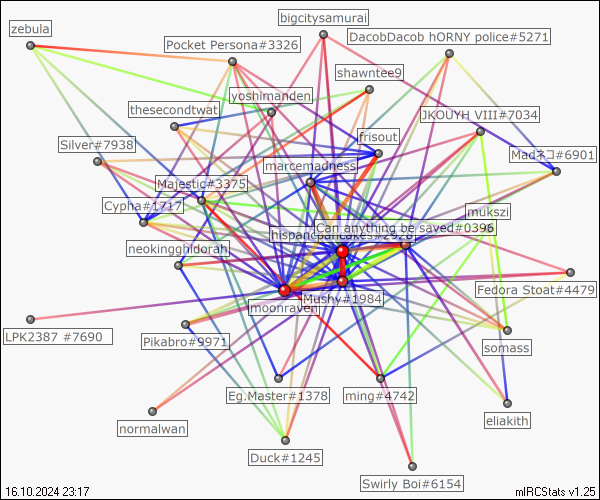 bigcitysamurai
zebula
DacobDacob hORNY police#5271
Pocket Persona#3326
shawntee9
yoshimanden
thesecondtwat
JKOUYH VIII#7034
frisout
Silver#7938
Madネコ#6901
marcemadness
Majestic#3375
Cypha#1717
mukszi
Can anything be saved#0396
neokingghidorah
Fedora Stoat#4479
Mushy#1984
moonraven
LPK2387 #7690
Pikabro#9971
somass
Eg.Master#1378
ming#4742
eliakith
normalwan
Duck#1245
Swirly Boi#6154
16.10.2024 23:17
mIRCStats v1.25